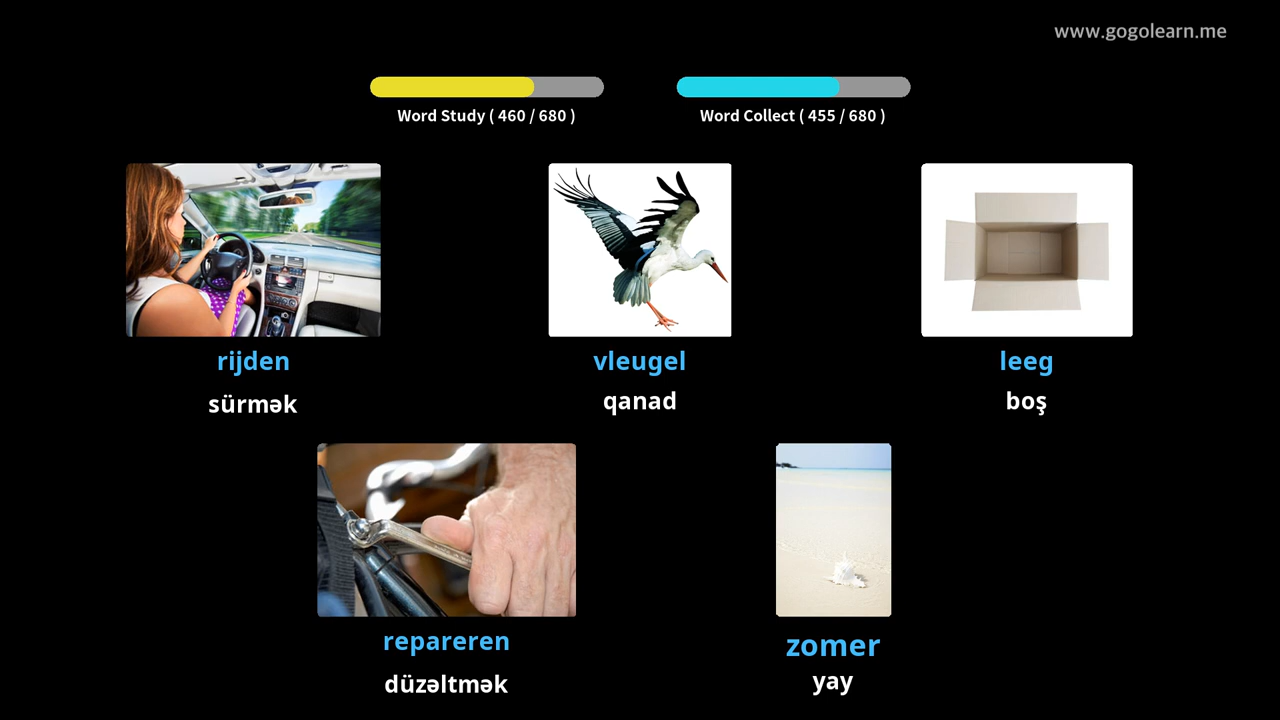 www.gogolearn.me
Word Study ( 460 / 680 )
Word Collect ( 455 / 680 )
rijden
sürmək
vleugel
qanad
leeg
boş
repareren
düzəltmək
zomer
yay